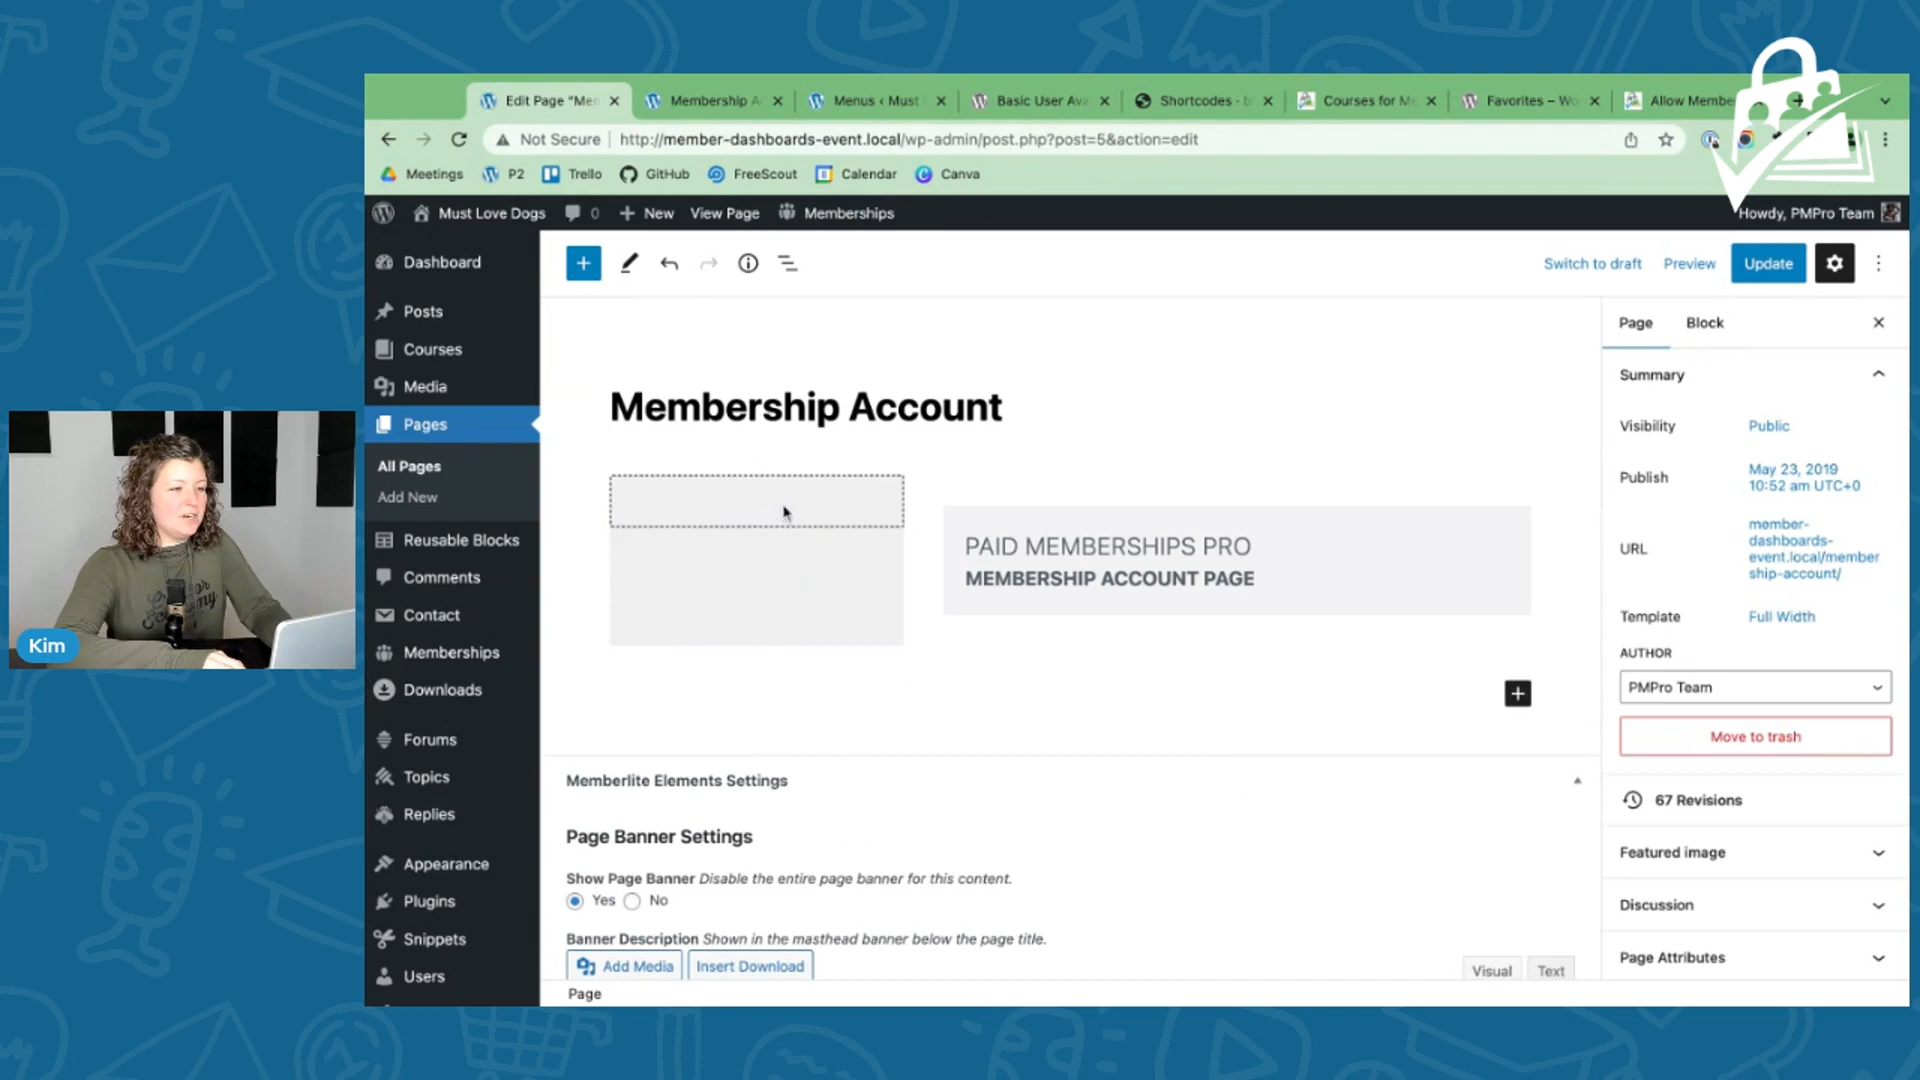 Edit Page “Mem
Membership A
Menus ‹ Must
Basic User Ava
Shortcodes - b
Courses for Me
Favorites – Wo
Allow Membe
Not Secure
http://member-dashboards-event.local/wp-admin/post.php?post=5&action=edit
Meetings
P2
Trello
GitHub
FreeScout
Calendar
Canva
Must Love Dogs
0
New
View Page
Memberships
Howdy, PMPro Team
Dashboard
Posts
Courses
Media
Pages
All Pages
Add New
Reusable Blocks
Comments
Contact
Memberships
Downloads
Forums
Topics
Replies
Appearance
Plugins
Snippets
Users
Switch to draft
Preview
Update
Membership Account
PAID MEMBERSHIPS PRO
MEMBERSHIP ACCOUNT PAGE
Memberlite Elements Settings
Page Banner Settings
Show Page Banner Disable the entire page banner for this content.
Yes
No
Banner Description Shown in the masthead banner below the page title.
Add Media
Insert Download
Visual
Text
Page
Page
Block
Summary
Visibility
Public
Publish
May 23, 2019
10:52 am UTC+0
URL
member-
dashboards-
event.local/member
ship-account/
Template
Full Width
AUTHOR
PMPro Team
Move to trash
67 Revisions
Featured image
Discussion
Page Attributes
Kim